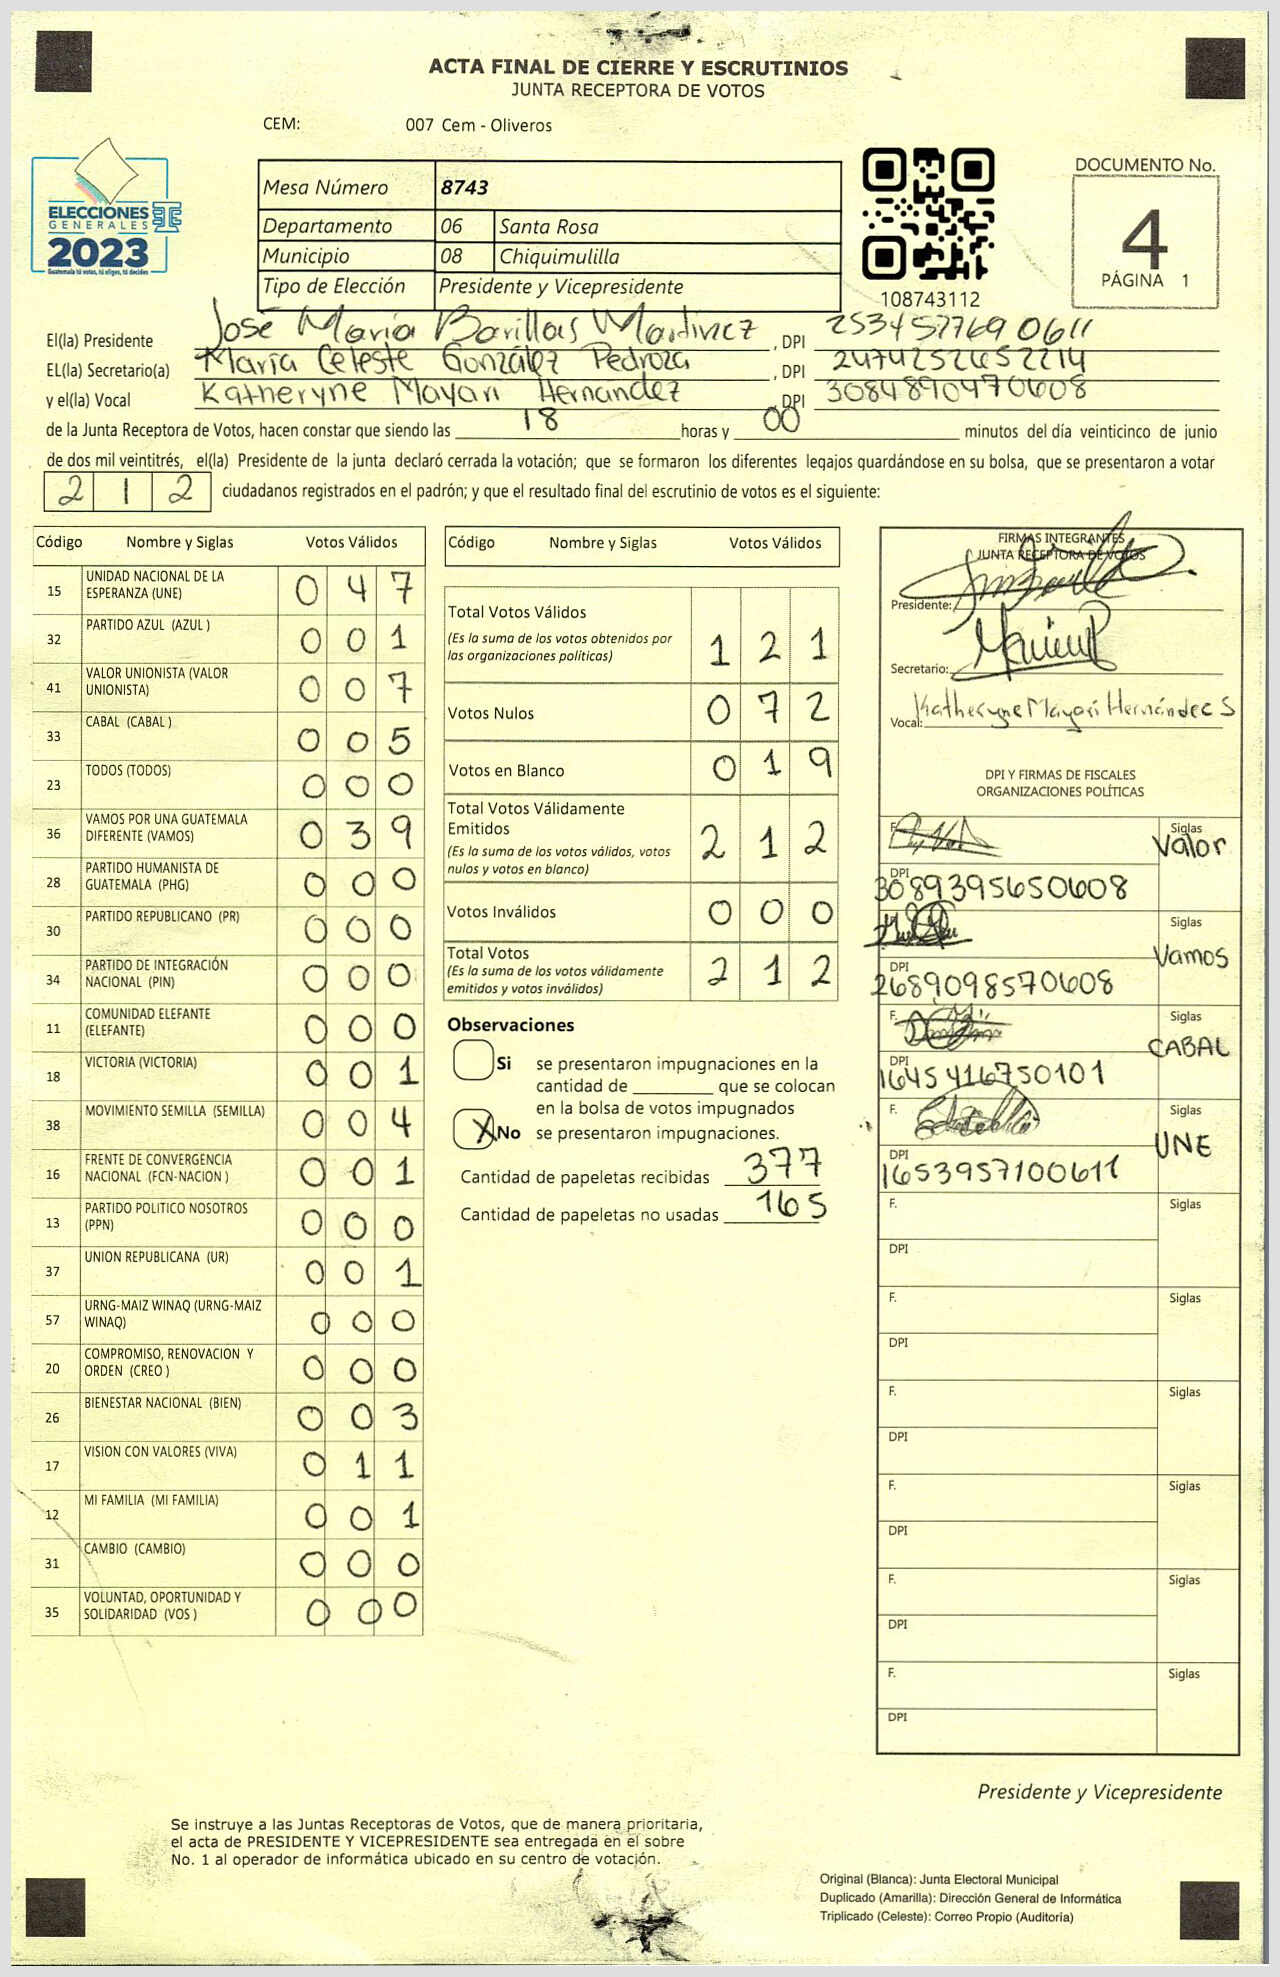 ACTA FINAL DE CIERRE Y ESCRUTINIOS
JUNTA RECEPTORA DE VOTOS
CEM: 007 Cem - Oliveros
ELECCIONES
GENERALES
2023
Guatemala tú votas, tú eliges, tú decides
Mesa Número 8743
Departamento 06 Santa Rosa
Municipio 08 Chiquimulilla
Tipo de Elección Presidente y Vicepresidente
108743112
DOCUMENTO No.
4
PÁGINA 1
El(la) Presidente José María Barillas Martinez , DPI 2534577690611
EL(la) Secretario(a) María Celeste González Pedroza , DPI 2474252652214
y el(la) Vocal Katheryne Mayarí Hernández , DPI 3084890470608
de la Junta Receptora de Votos, hacen constar que siendo las 18 horas y 00 minutos del día veinticinco de junio
de dos mil veintitrés, el(la) Presidente de la junta declaró cerrada la votación; que se formaron los diferentes legajos guardándose en su bolsa, que se presentaron a votar
212 ciudadanos registrados en el padrón; y que el resultado final del escrutinio de votos es el siguiente:
Código Nombre y Siglas Votos Válidos
15 UNIDAD NACIONAL DE LA ESPERANZA (UNE) 0 4 7
32 PARTIDO AZUL (AZUL ) 0 0 1
41 VALOR UNIONISTA (VALOR UNIONISTA) 0 0 7
33 CABAL (CABAL ) 0 0 5
23 TODOS (TODOS) 0 0 0
36 VAMOS POR UNA GUATEMALA DIFERENTE (VAMOS) 0 3 9
28 PARTIDO HUMANISTA DE GUATEMALA (PHG) 0 0 0
30 PARTIDO REPUBLICANO (PR) 0 0 0
34 PARTIDO DE INTEGRACIÓN NACIONAL (PIN) 0 0 0
11 COMUNIDAD ELEFANTE (ELEFANTE) 0 0 0
18 VICTORIA (VICTORIA) 0 0 1
38 MOVIMIENTO SEMILLA (SEMILLA) 0 0 4
16 FRENTE DE CONVERGENCIA NACIONAL (FCN-NACION ) 0 0 1
13 PARTIDO POLITICO NOSOTROS (PPN) 0 0 0
37 UNION REPUBLICANA (UR) 0 0 1
57 URNG-MAIZ WINAQ (URNG-MAIZ WINAQ) 0 0 0
20 COMPROMISO, RENOVACION Y ORDEN (CREO ) 0 0 0
26 BIENESTAR NACIONAL (BIEN) 0 0 3
17 VISION CON VALORES (VIVA) 0 1 1
12 MI FAMILIA (MI FAMILIA) 0 0 1
31 CAMBIO (CAMBIO) 0 0 0
35 VOLUNTAD, OPORTUNIDAD Y SOLIDARIDAD (VOS ) 0 0 0
Código Nombre y Siglas Votos Válidos
Total Votos Válidos
(Es la suma de los votos obtenidos por
las organizaciones politicas) 1 2 1
Votos Nulos 0 7 2
Votos en Blanco 0 1 9
Total Votos Válidamente
Emitidos
(Es la suma de los votos válidos, votos
nulos y votos en blanco) 2 1 2
Votos Inválidos 0 0 0
Total Votos
(Es la suma de los votos válidamente
emitidos y votos inválidos) 2 1 2
Observaciones
Si se presentaron impugnaciones en la
cantidad de ________ que se colocan
en la bolsa de votos impugnados
X No se presentaron impugnaciones.
Cantidad de papeletas recibidas 377
Cantidad de papeletas no usadas 165
FIRMAS INTEGRANTES
JUNTA RECEPTORA DE VOTOS
Presidente:
Secretario:
Vocal: Katheryne Mayarí Hernández S
DPI Y FIRMAS DE FISCALES
ORGANIZACIONES POLÍTICAS
F. Siglas Valor
DPI 3089395650608
Siglas Vamos
DPI 2689098570608
F. Siglas CABAL
DPI 1645416750101
F. Siglas UNE
DPI 1653957100611
F. Siglas
DPI
F. Siglas
DPI
F. Siglas
DPI
F. Siglas
DPI
F. Siglas
DPI
F. Siglas
DPI
Presidente y Vicepresidente
Se instruye a las Juntas Receptoras de Votos, que de manera prioritaria,
el acta de PRESIDENTE Y VICEPRESIDENTE sea entregada en el sobre
No. 1 al operador de informática ubicado en su centro de votación.
Original (Blanca): Junta Electoral Municipal
Duplicado (Amarilla): Dirección General de Informática
Triplicado (Celeste): Correo Propio (Auditoría)